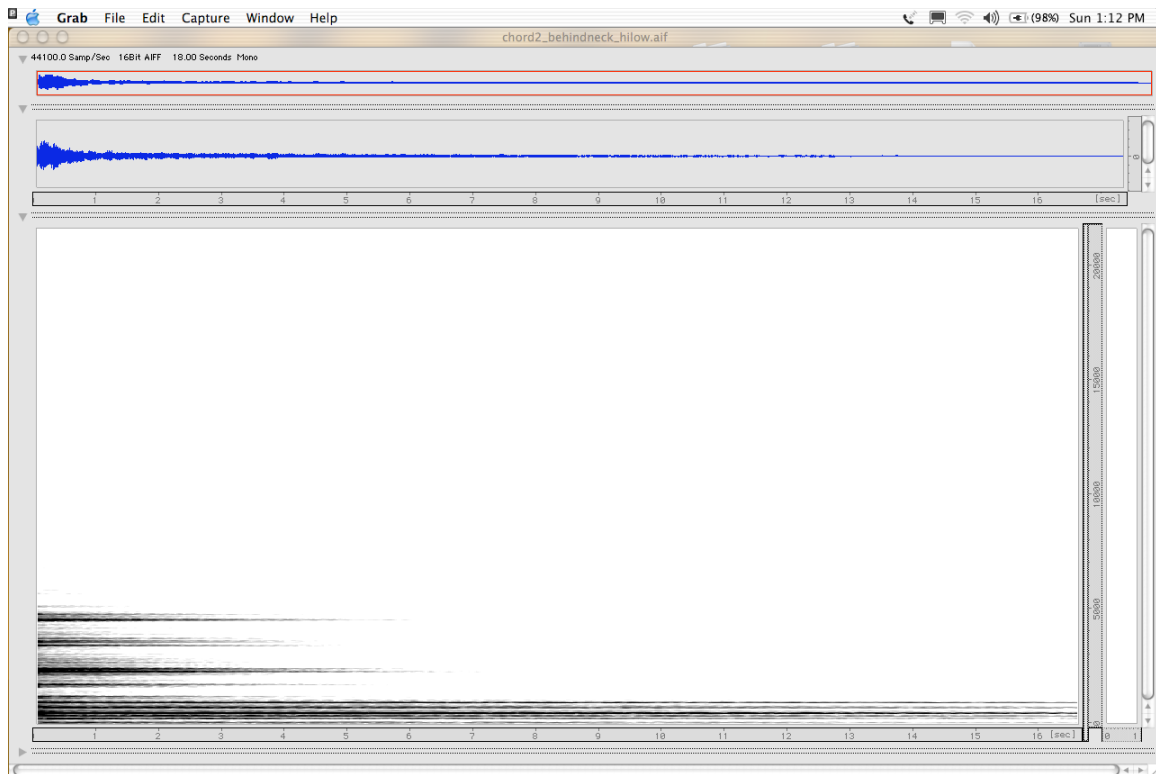 Grab File Edit Capture Window Help (98%) Sun 1:12 PM
chord2_behindneck_hilow.aif
44100.0 Samp/Sec 16Bit AIFF 18.00 Seconds Mono
0
1 2 3 4 5 6 7 8 9 10 11 12 13 14 15 16 [sec]
20000
15000
10000
5000
0
1 2 3 4 5 6 7 8 9 10 11 12 13 14 15 16 [sec] 0 1